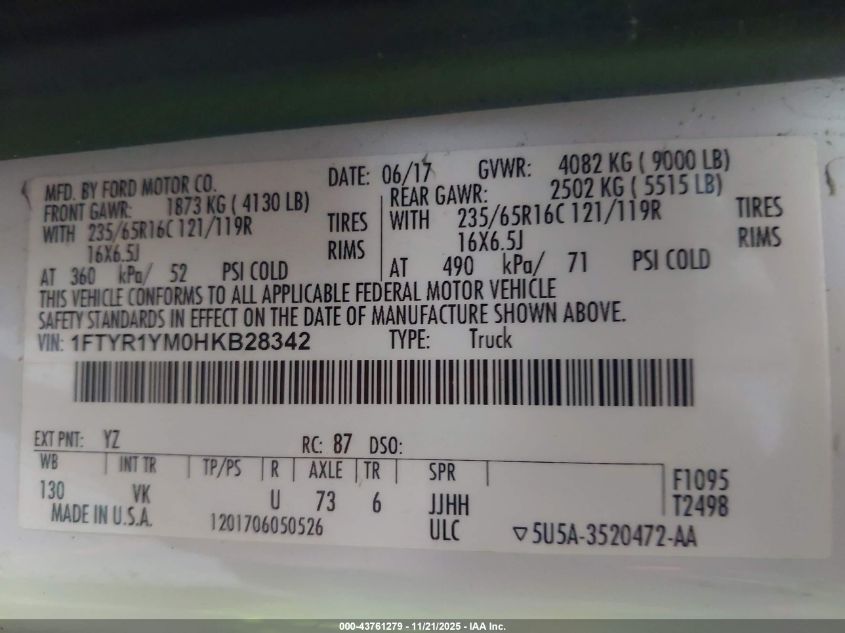 MFD. BY FORD MOTOR CO.
DATE: 06/17
GVWR: 4082 KG ( 9000 LB)
FRONT GAWR: 1873 KG ( 4130 LB)
WITH 235/65R16C 121/119R TIRES
16X6.5J RIMS
AT 360 kPa/ 52 PSI COLD
REAR GAWR: 2502 KG ( 5515 LB)
WITH 235/65R16C 121/119R TIRES
16X6.5J RIMS
AT 490 kPa/ 71 PSI COLD
THIS VEHICLE CONFORMS TO ALL APPLICABLE FEDERAL MOTOR VEHICLE
SAFETY STANDARDS IN EFFECT ON THE DATE OF MANUFACTURE SHOWN ABOVE.
VIN: 1FTYR1YM0HKB28342 TYPE: Truck
EXT PNT: YZ RC: 87 DSO:
WB INT TR TP/PS R AXLE TR SPR
130 VK U 73 6 JJHH
F1095
T2498
MADE IN U.S.A. 1201706050526 ULC ▽5U5A-3520472-AA
000-43761279 - 11/21/2025 - IAA Inc.